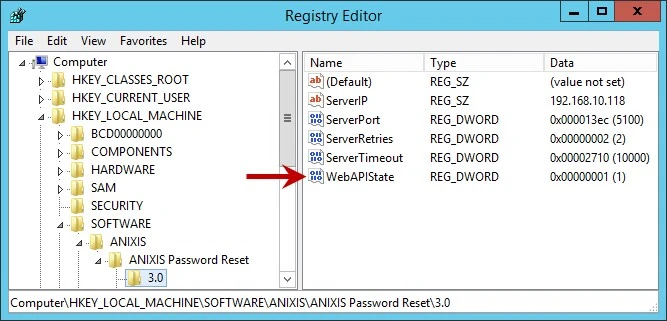 Registry Editor
File Edit View Favorites Help
Computer
HKEY_CLASSES_ROOT
HKEY_CURRENT_USER
HKEY_LOCAL_MACHINE
BCD00000000
COMPONENTS
HARDWARE
SAM
SECURITY
SOFTWARE
ANIXIS
ANIXIS Password Reset
3.0
Name Type Data
(Default) REG_SZ (value not set)
ServerIP REG_SZ 192.168.10.118
ServerPort REG_DWORD 0x000013ec (5100)
ServerRetries REG_DWORD 0x00000002 (2)
ServerTimeout REG_DWORD 0x00002710 (10000)
WebAPIState REG_DWORD 0x00000001 (1)
Computer\HKEY_LOCAL_MACHINE\SOFTWARE\ANIXIS\ANIXIS Password Reset\3.0